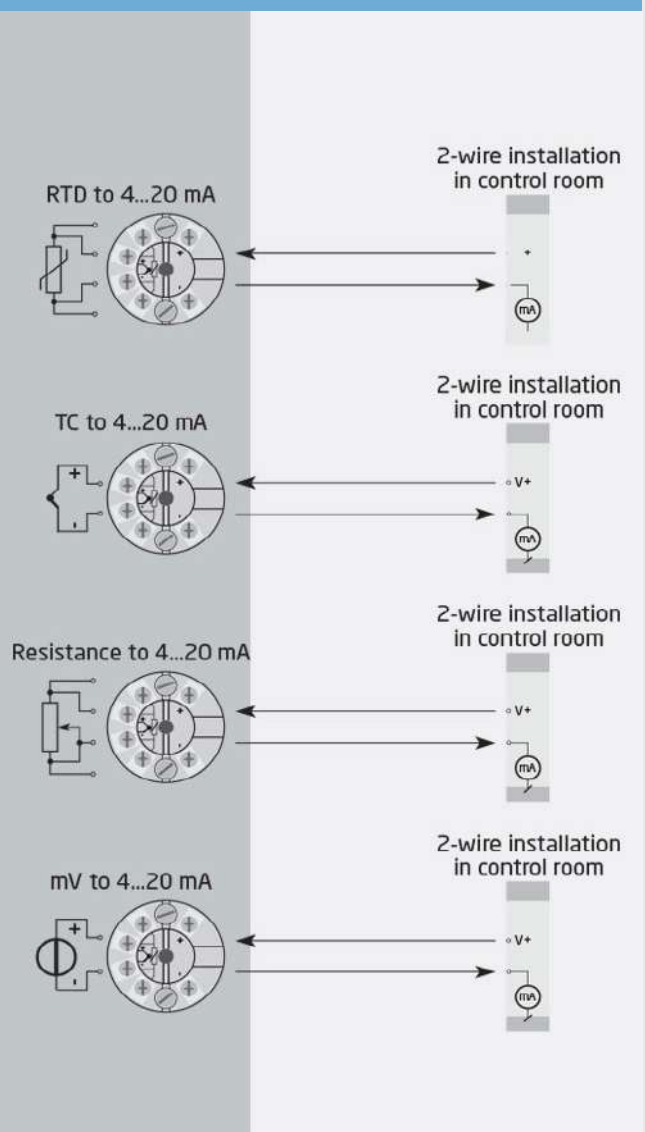 RTD to 4...20 mA
2-wire installation
in control room
+
-
+
mA
TC to 4...20 mA
2-wire installation
in control room
+
-
+
-
V+
mA
Resistance to 4...20 mA
2-wire installation
in control room
+
-
V+
mA
mV to 4...20 mA
2-wire installation
in control room
+
-
+
-
V+
mA